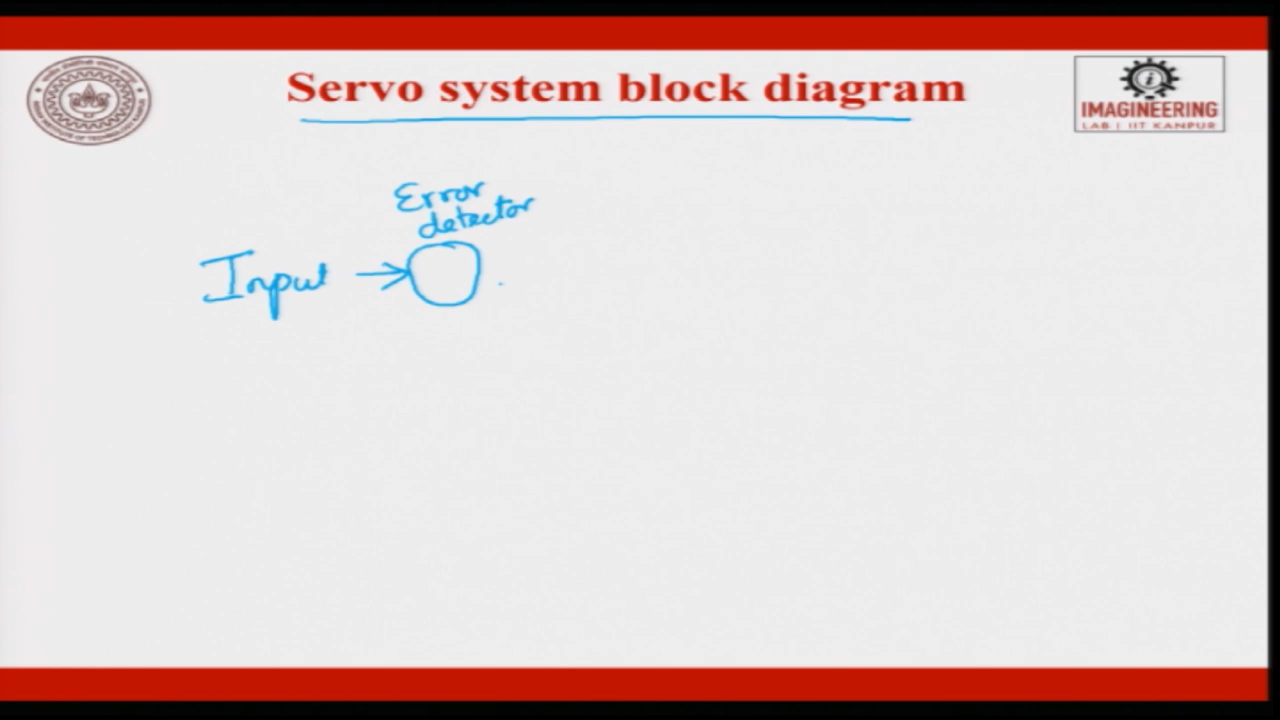 Servo system block diagram
IMAGINEERING
LAB | IIT KANPUR
Error
detector
Input